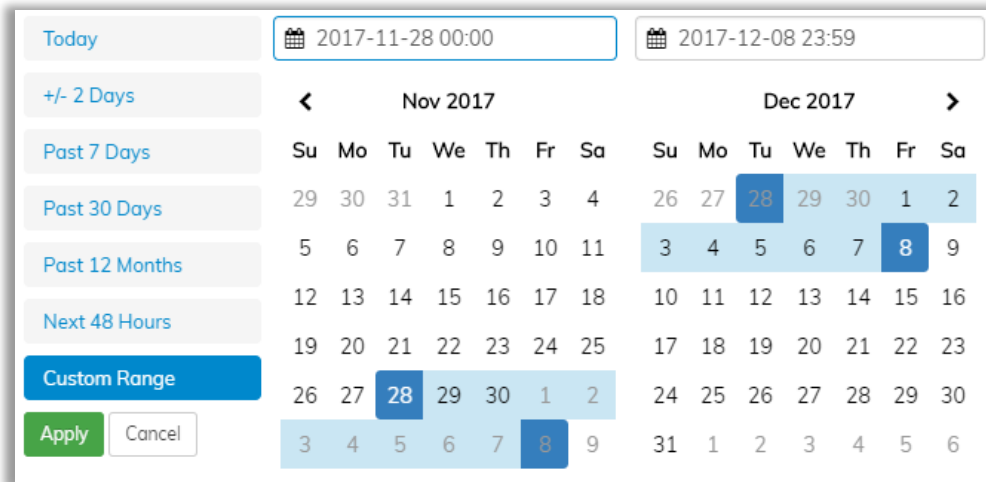 Today
+/- 2 Days
Past 7 Days
Past 30 Days
Past 12 Months
Next 48 Hours
Custom Range
Apply Cancel
2017-11-28 00:00
Nov 2017
Su Mo Tu We Th Fr Sa
29 30 31 1 2 3 4
5 6 7 8 9 10 11
12 13 14 15 16 17 18
19 20 21 22 23 24 25
26 27 28 29 30 1 2
3 4 5 6 7 8 9
2017-12-08 23:59
Dec 2017
Su Mo Tu We Th Fr Sa
26 27 28 29 30 1 2
3 4 5 6 7 8 9
10 11 12 13 14 15 16
17 18 19 20 21 22 23
24 25 26 27 28 29 30
31 1 2 3 4 5 6